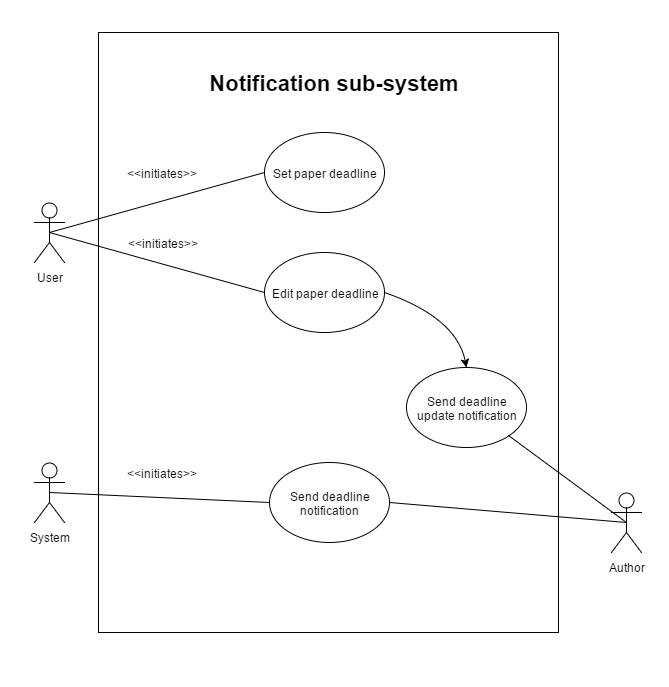 Notification sub-system
<<initiates>>
Set paper deadline
<<initiates>>
User
Edit paper deadline
Send deadline
update notification
<<initiates>>
Send deadline
notification
System
Author